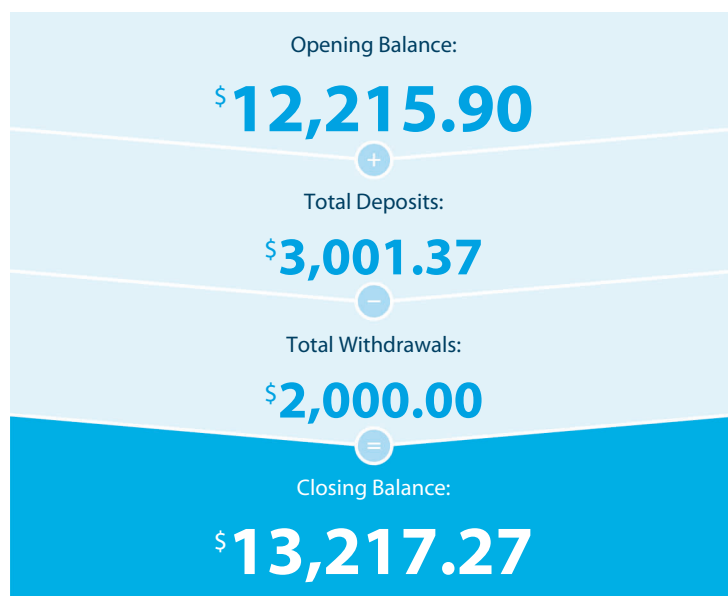 Opening Balance:
$12,215.90
+
Total Deposits:
$3,001.37
−
Total Withdrawals:
$2,000.00
=
Closing Balance:
$13,217.27